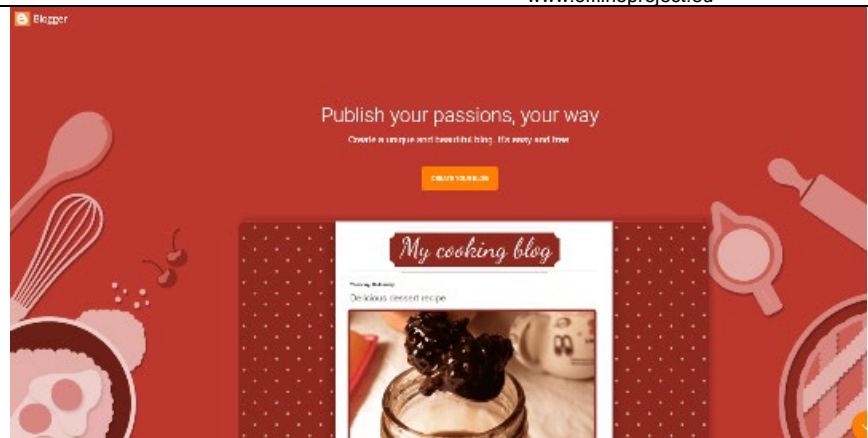 Blogger
Publish your passions, your way
Create a unique and beautiful blog. It's easy and free
CREATE YOUR BLOG
My cooking blog
Delicious dessert recipe